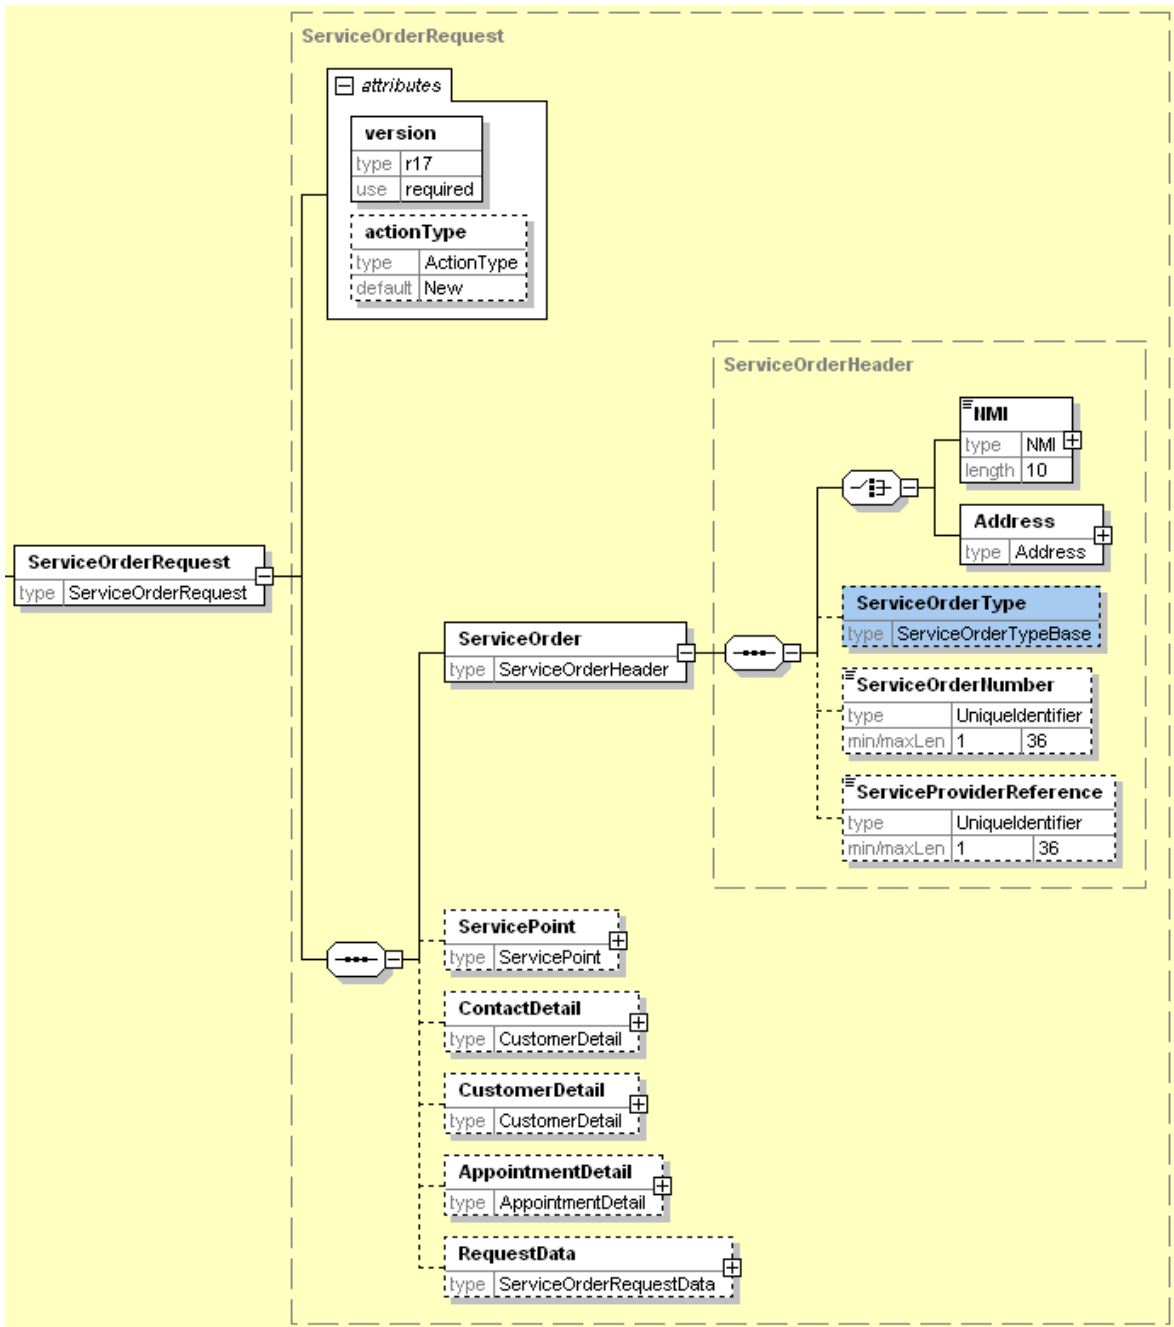 ServiceOrderRequest
attributes
version
type r17
use required
actionType
type ActionType
default New
ServiceOrderHeader
NMI
type NMI
length 10
Address
type Address
ServiceOrderRequest
type ServiceOrderRequest
ServiceOrderType
type ServiceOrderTypeBase
ServiceOrder
type ServiceOrderHeader
ServiceOrderNumber
type UniqueIdentifier
min/maxLen 1 36
ServiceProviderReference
type UniqueIdentifier
min/maxLen 1 36
ServicePoint
type ServicePoint
ContactDetail
type CustomerDetail
CustomerDetail
type CustomerDetail
AppointmentDetail
type AppointmentDetail
RequestData
type ServiceOrderRequestData